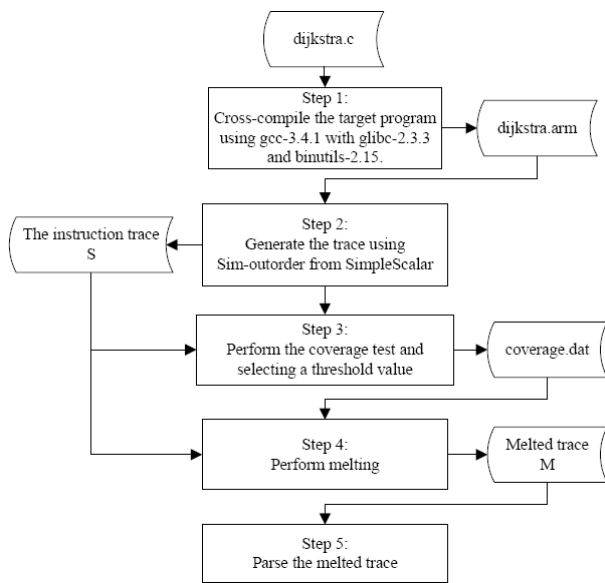 dijkstra.c
Step 1:
Cross-compile the target program
using gcc-3.4.1 with glibc-2.3.3
and binutils-2.15.
dijkstra.arm
Step 2:
Generate the trace using
Sim-outorder from SimpleScalar
The instruction trace
S
Step 3:
Perform the coverage test and
selecting a threshold value
coverage.dat
Step 4:
Perform melting
Melted trace
M
Step 5:
Parse the melted trace